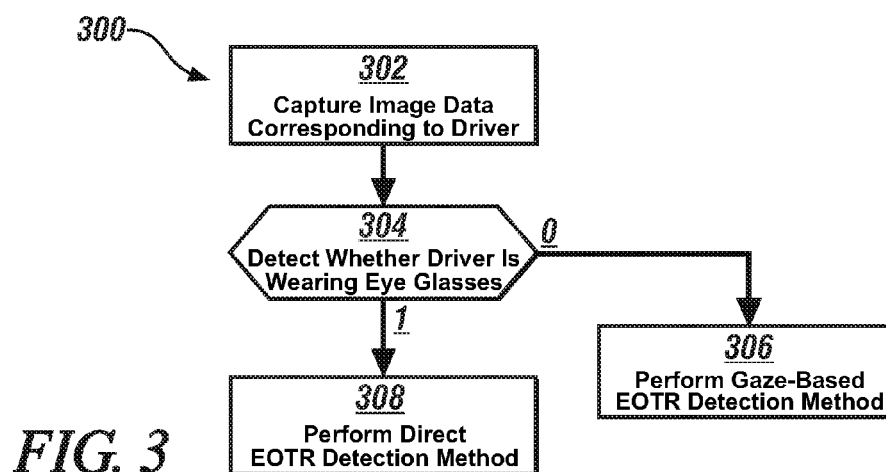 300
302
Capture Image Data
Corresponding to Driver
304
Detect Whether Driver Is
Wearing Eye Glasses
0
1
306
Perform Gaze-Based
EOTR Detection Method
308
Perform Direct
EOTR Detection Method
FIG. 3